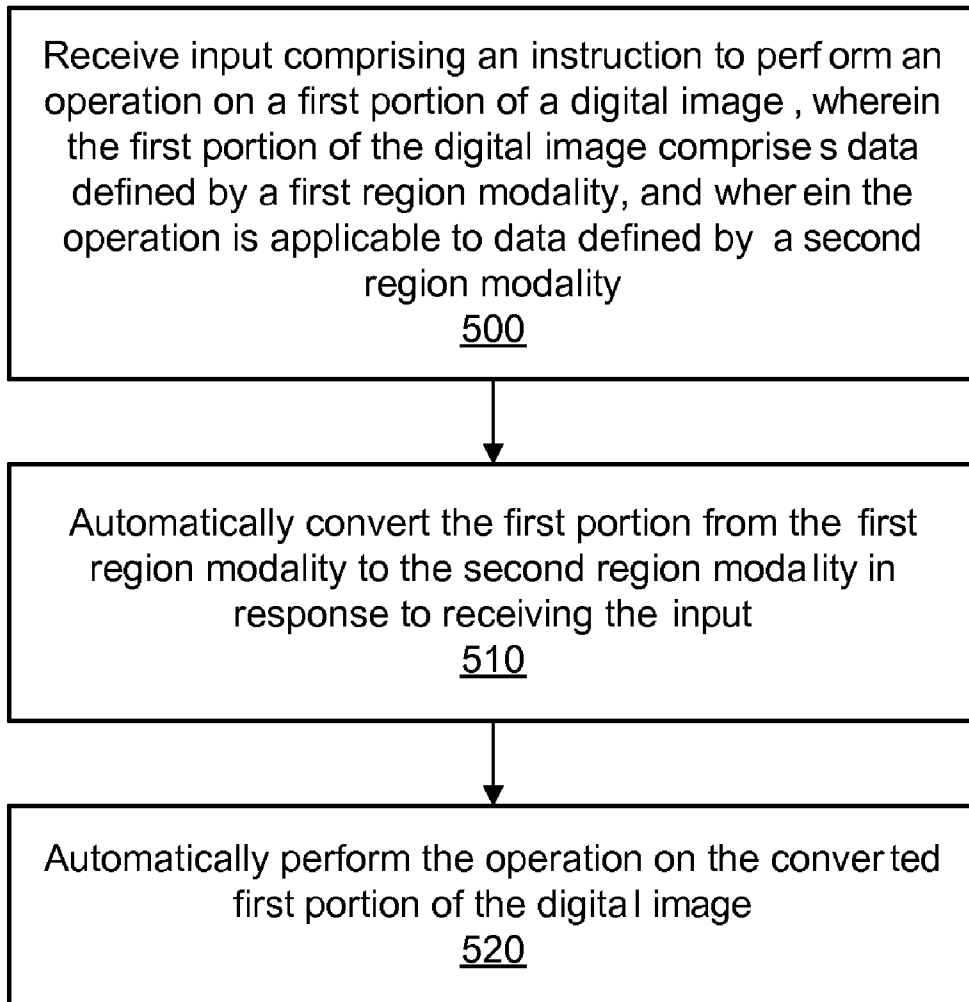 Receive input comprising an instruction to perform an
operation on a first portion of a digital image, wherein
the first portion of the digital image comprises data
defined by a first region modality, and wherein the
operation is applicable to data defined by a second
region modality
500
Automatically convert the first portion from the first
region modality to the second region modality in
response to receiving the input
510
Automatically perform the operation on the converted
first portion of the digital image
520